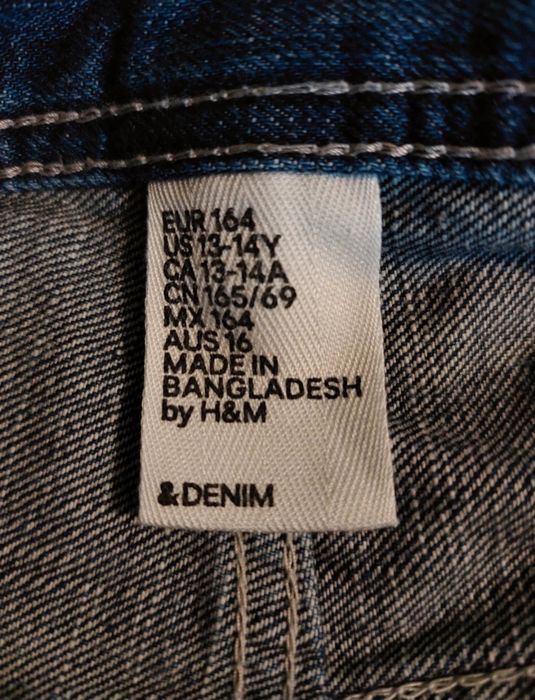 EUR 164
US 13-14Y
CA 13-14A
CN 165/69
MX 164
AUS 16
MADE IN
BANGLADESH
by H&M
&DENIM